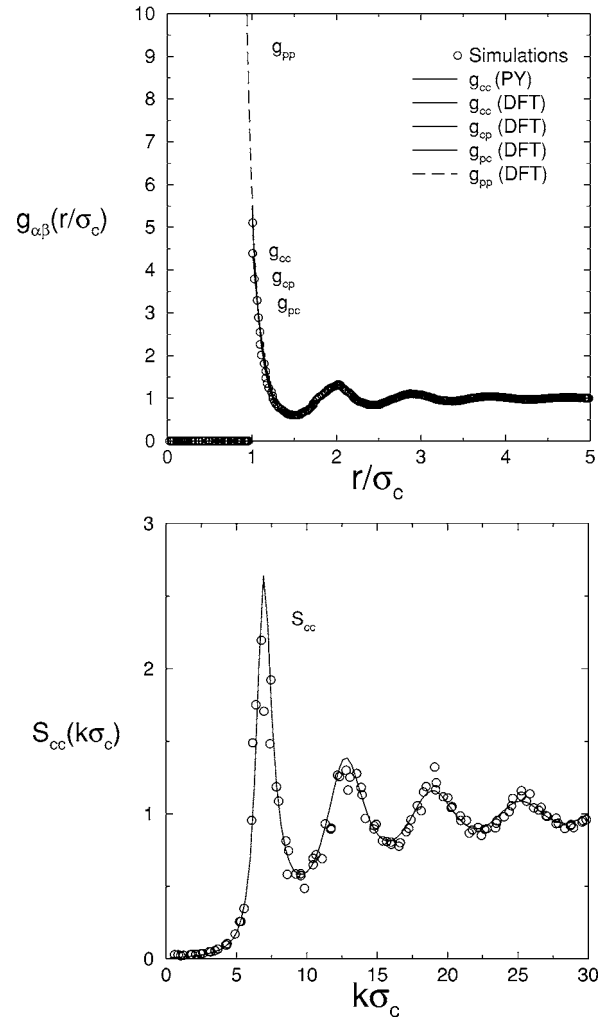 10
9
8
7
6
5
4
3
2
1
0
g_pp
○ Simulations
g_cc (PY)
g_cc (DFT)
g_cp (DFT)
g_pc (DFT)
g_pp (DFT)
g_αβ(r/σ_c)
g_cc
g_cp
g_pc
0 1 2 3 4 5
r/σ_c
3
2
1
0
S_cc
S_cc(kσ_c)
0 5 10 15 20 25 30
kσ_c